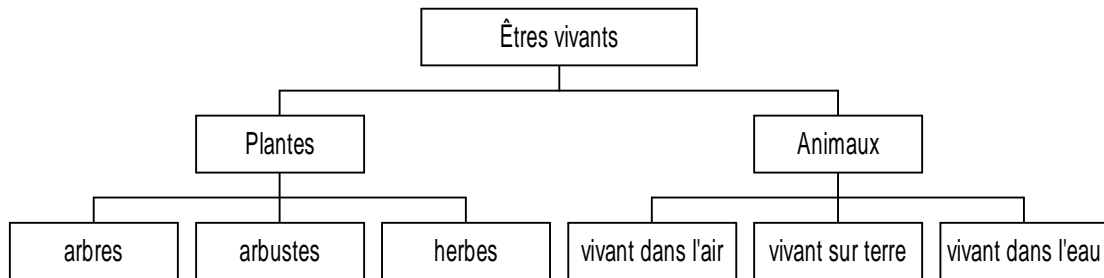 Êtres vivants
Plantes
Animaux
arbres
arbustes
herbes
vivant dans l'air
vivant sur terre
vivant dans l'eau